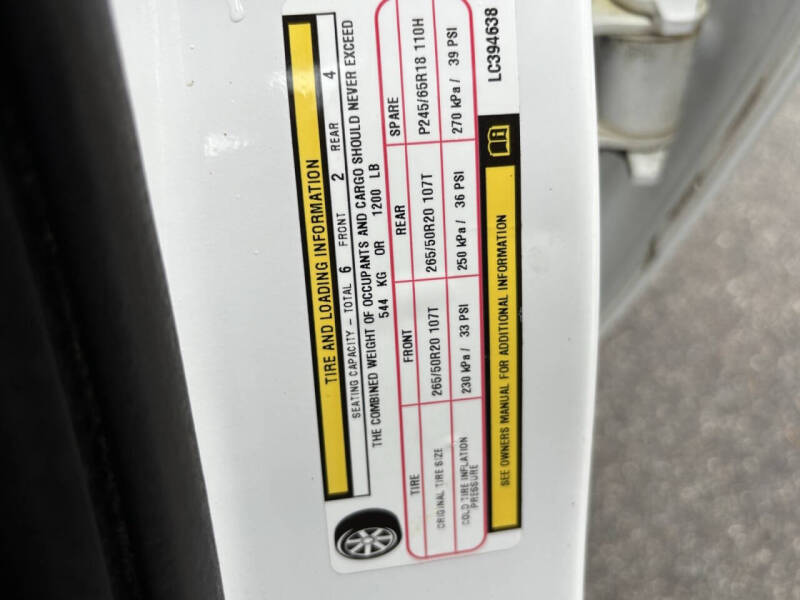 TIRE AND LOADING INFORMATION
SEATING CAPACITY - TOTAL 6 FRONT 2 REAR 4
THE COMBINED WEIGHT OF OCCUPANTS AND CARGO SHOULD NEVER EXCEED
544 KG OR 1200 LB
TIRE FRONT REAR SPARE
ORIGINAL TIRE SIZE 265/50R20 107T 265/50R20 107T P245/65R18 110H
COLD TIRE INFLATION PRESSURE 230 kPa / 33 PSI 250 kPa / 36 PSI 270 kPa / 39 PSI
SEE OWNERS MANUAL FOR ADDITIONAL INFORMATION
LC394638